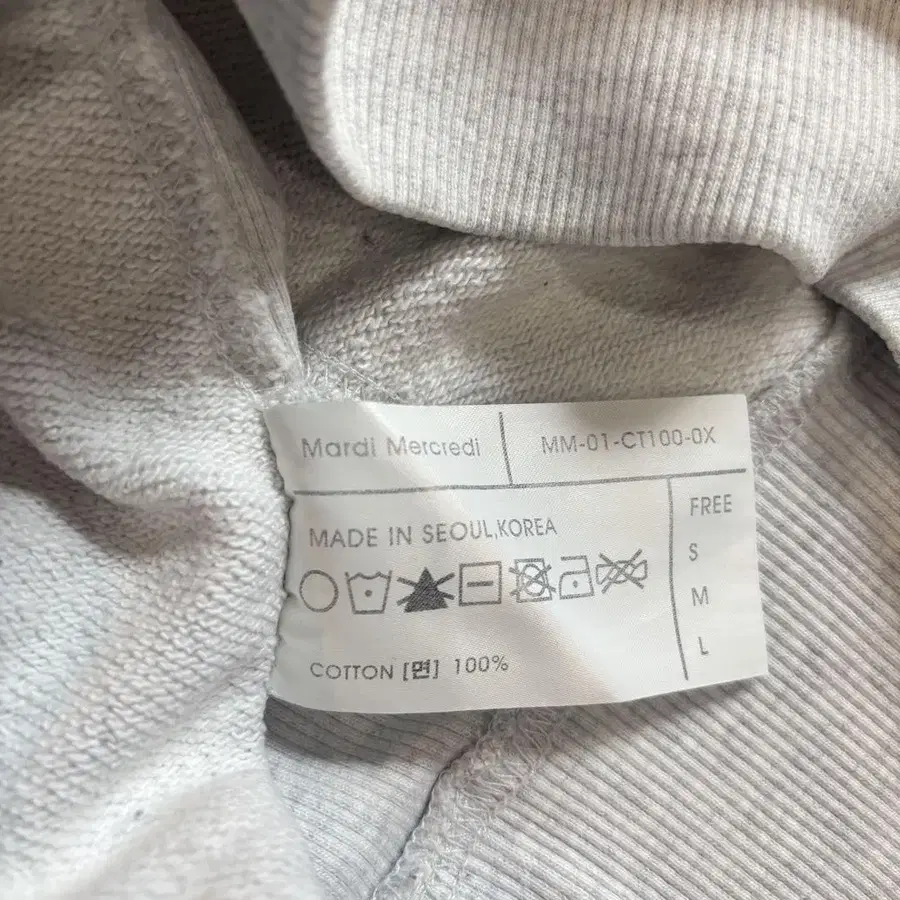 Mardi Mercredi
MM-01-CT100-0X
MADE IN SEOUL,KOREA
COTTON [면] 100%
FREE
S
M
L